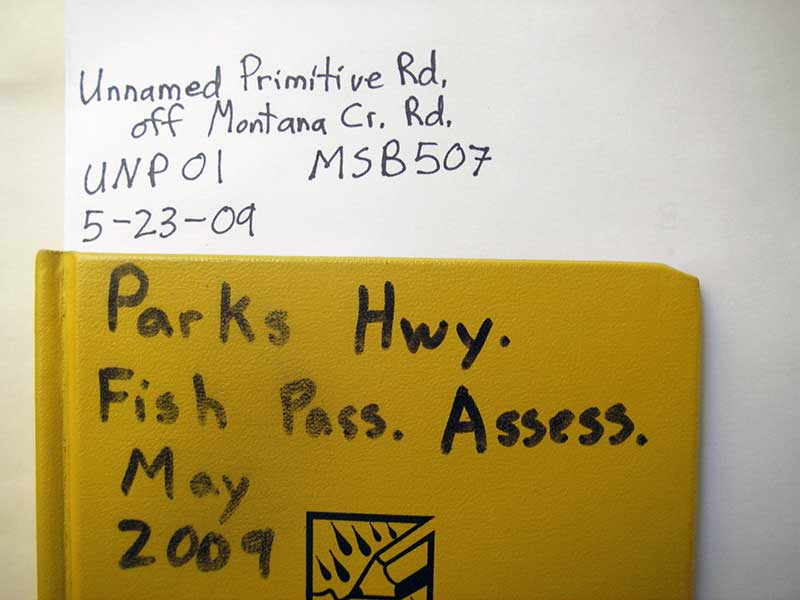 Unnamed Primitive Rd.
off Montana Cr. Rd.
UNP01 MSB507
5-23-09
Parks Hwy.
Fish Pass. Assess.
May
2009